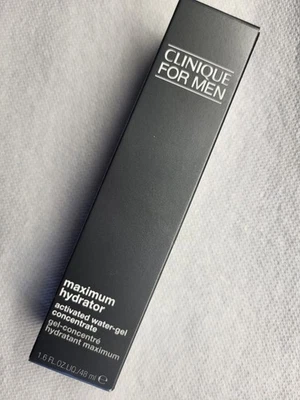 CLINIQUE
FOR MEN
maximum
hydrator
activated water-gel
concentrate
gel-concentré
hydratant maximum
1.6 FL.OZ.LIQ./48 ml ℮